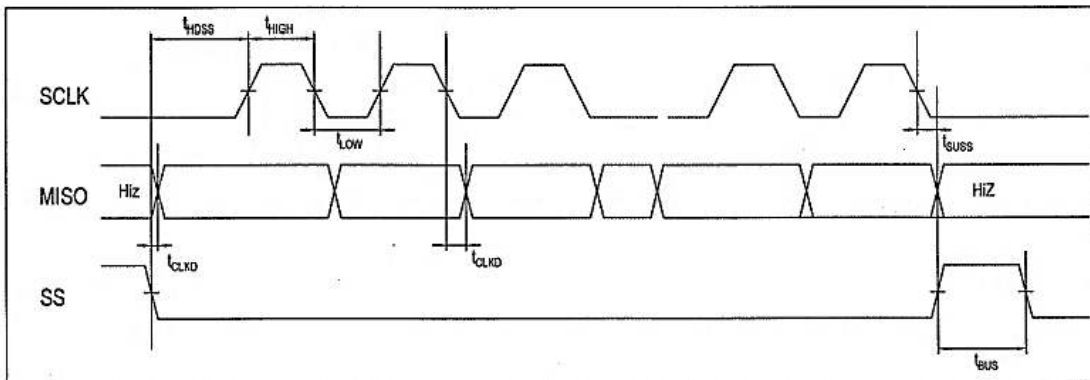 tHDSS tHIGH
SCLK
tLOW
tSUSS
MISO Hiz HiZ
tCLKD tCLKD
SS
tBUS